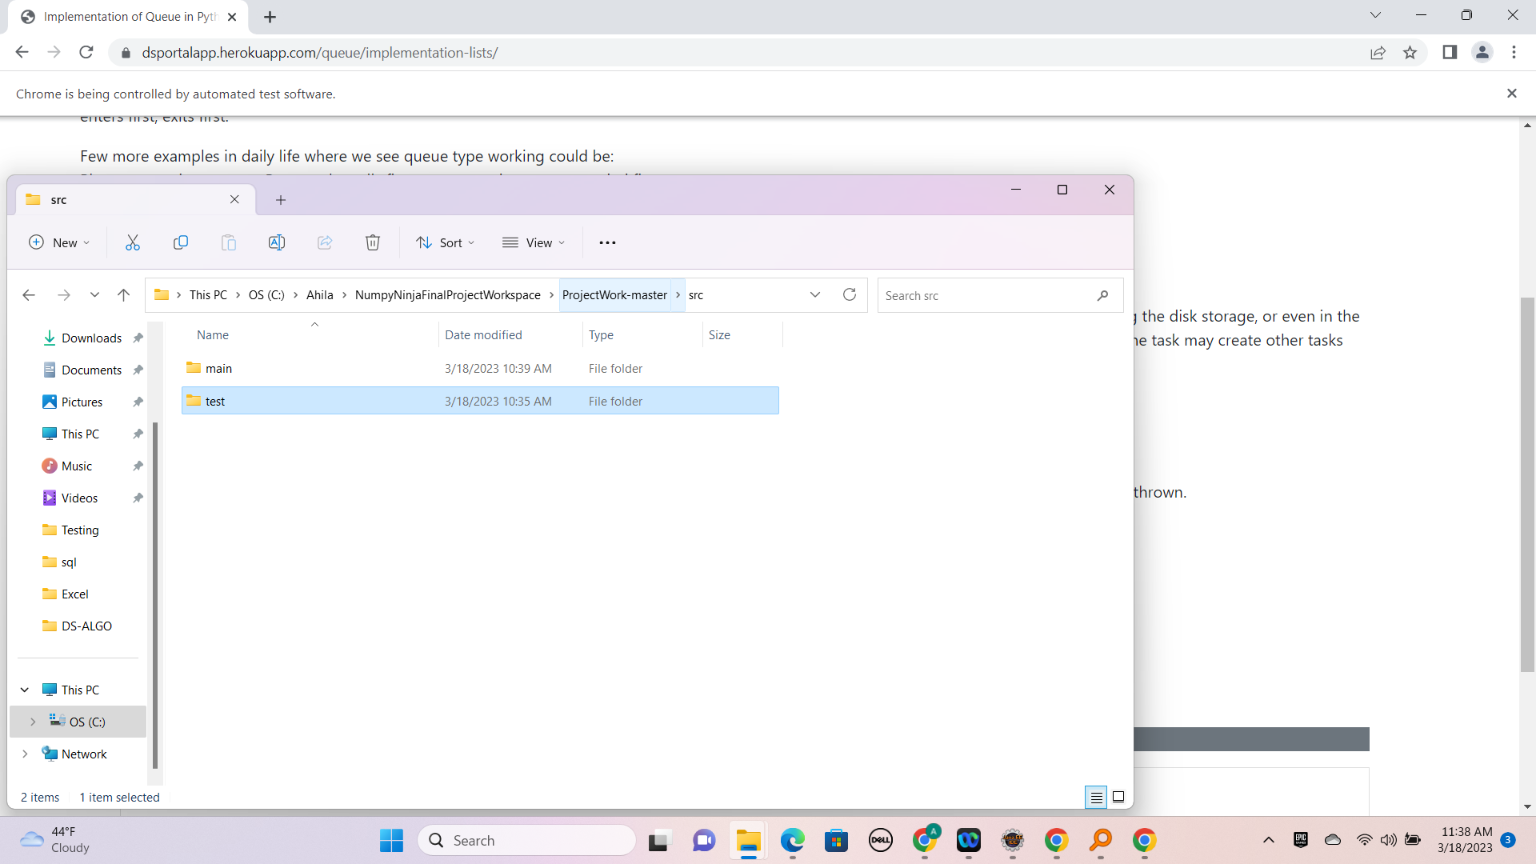 Implementation of Queue in Pyth
dsportalapp.herokuapp.com/queue/implementation-lists/
Chrome is being controlled by automated test software.
enters first, exits first.
Few more examples in daily life where we see queue type working could be:
src
New
Sort
View
This PC
OS (C:)
Ahila
NumpyNinjaFinalProjectWorkspace
ProjectWork-master
src
Search src
g the disk storage, or even in the
he task may create other tasks
Name
Date modified
Type
Size
main
3/18/2023 10:39 AM
File folder
test
3/18/2023 10:35 AM
File folder
Downloads
Documents
Pictures
This PC
Music
Videos
Testing
sql
Excel
DS-ALGO
This PC
OS (C:)
Network
thrown.
2 items
1 item selected
44°F
Cloudy
Search
DELL
A
EPIC
GAMES
11:38 AM
3/18/2023
3